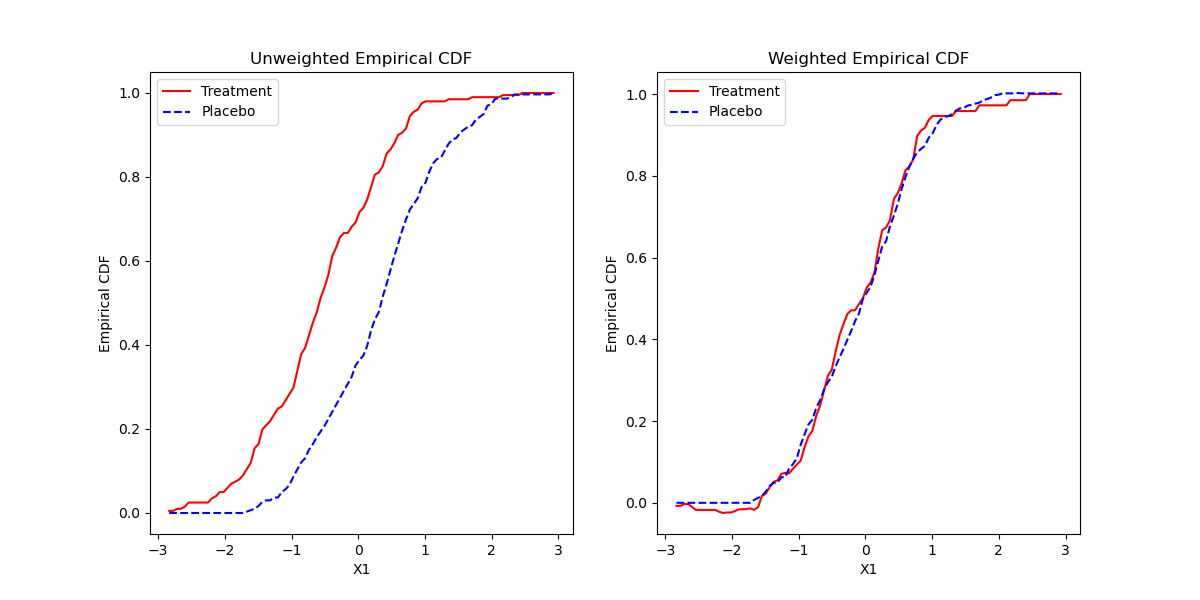 Unweighted Empirical CDF
Treatment
Placebo
1.0
0.8
0.6
0.4
0.2
0.0
Empirical CDF
−3
−2
−1
0
1
2
3
X1
Weighted Empirical CDF
Treatment
Placebo
1.0
0.8
0.6
0.4
0.2
0.0
Empirical CDF
−3
−2
−1
0
1
2
3
X1